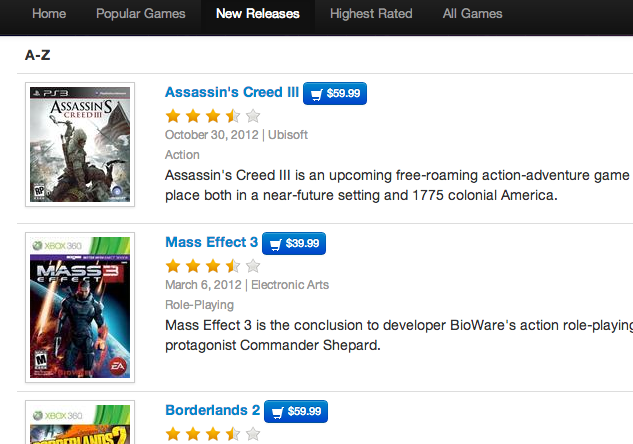 Home Popular Games New Releases Highest Rated All Games
A-Z
PS3
ASSASSIN'S
CREED III
RP
UBISOFT
Assassin's Creed III $59.99
October 30, 2012 | Ubisoft
Action
Assassin's Creed III is an upcoming free-roaming action-adventure game
place both in a near-future setting and 1775 colonial America.
XBOX 360
MASS
EFFECT 3
M
BIOWARE
EA
Mass Effect 3 $39.99
March 6, 2012 | Electronic Arts
Role-Playing
Mass Effect 3 is the conclusion to developer BioWare's action role-playing
protagonist Commander Shepard.
XBOX 360
BORDERLANDS 2
Borderlands 2 $59.99